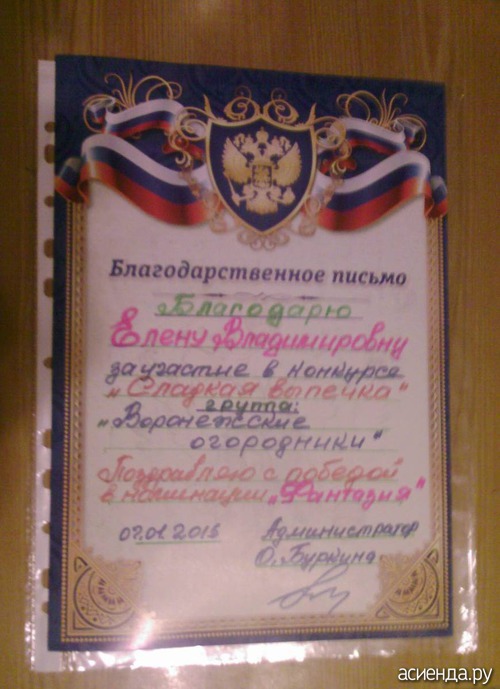 Благодарственное письмо
Благодарю
Елену Владимировну
за участие в конкурсе
„Сладкая выпечка"
группа:
„Воронежские
огородники"
Поздравляю с победой
в номинации „Фантазия"
07.01.2015
Администратор
О. Буркина
асиенда.ру